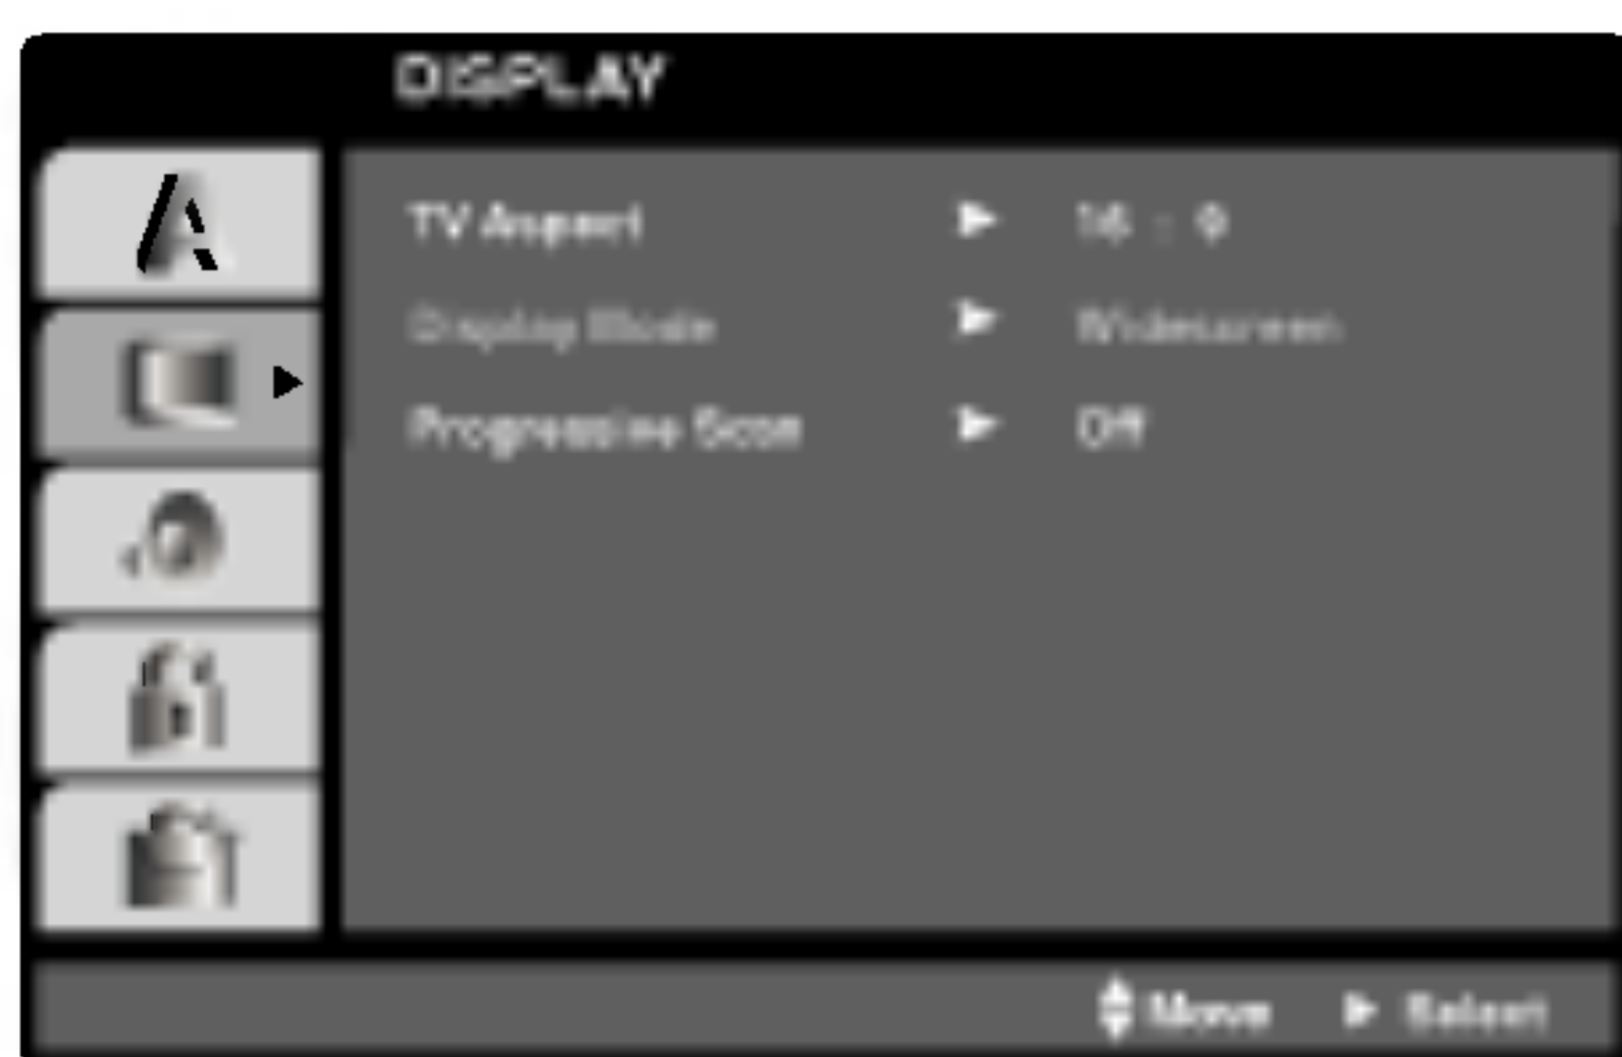 DISPLAY
TV Aspect ► 16 : 9
Display Mode ► Widescreen
Progressive Scan ► Off
Move ► Select